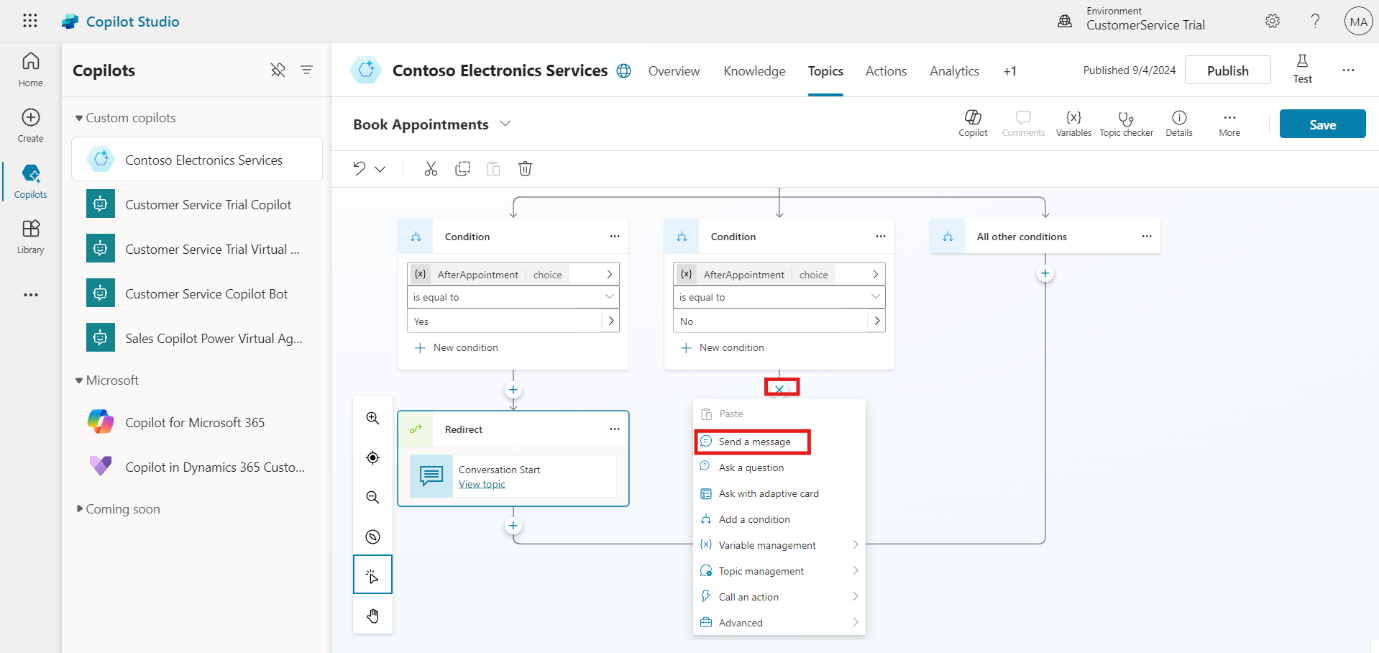 Copilot Studio
Environment
CustomerService Trial
MA
Home
Create
Copilots
Library
Copilots
Custom copilots
Contoso Electronics Services
Customer Service Trial Copilot
Customer Service Trial Virtual ...
Customer Service Copilot Bot
Sales Copilot Power Virtual Ag...
Microsoft
Copilot for Microsoft 365
Copilot in Dynamics 365 Custo...
Coming soon
Contoso Electronics Services
Overview
Knowledge
Topics
Actions
Analytics
+1
Published 9/4/2024
Publish
Test
Book Appointments
Copilot
Comments
Variables
Topic checker
Details
More
Save
Condition
{x} AfterAppointment choice
is equal to
Yes
New condition
Redirect
Conversation Start
View topic
Condition
{x} AfterAppointment choice
is equal to
No
New condition
Paste
Send a message
Ask a question
Ask with adaptive card
Add a condition
Variable management
Topic management
Call an action
Advanced
All other conditions